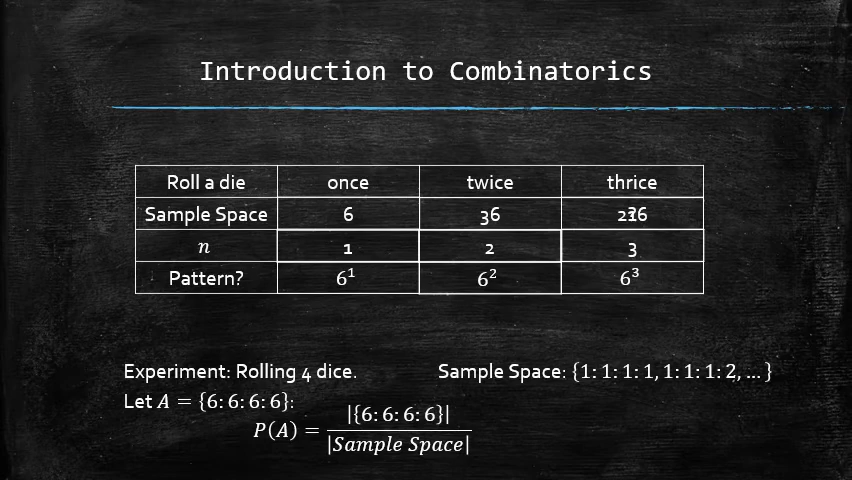 Introduction to Combinatorics
Roll a die once twice thrice
Sample Space 6 36
n 1 2 3
Pattern? 6¹ 6² 6³
Experiment: Rolling 4 dice. Sample Space: {1: 1: 1: 1, 1: 1: 1: 2, … }
Let A = {6: 6: 6: 6}:
|{6: 6: 6: 6}|
P(A) =
|Sample Space|